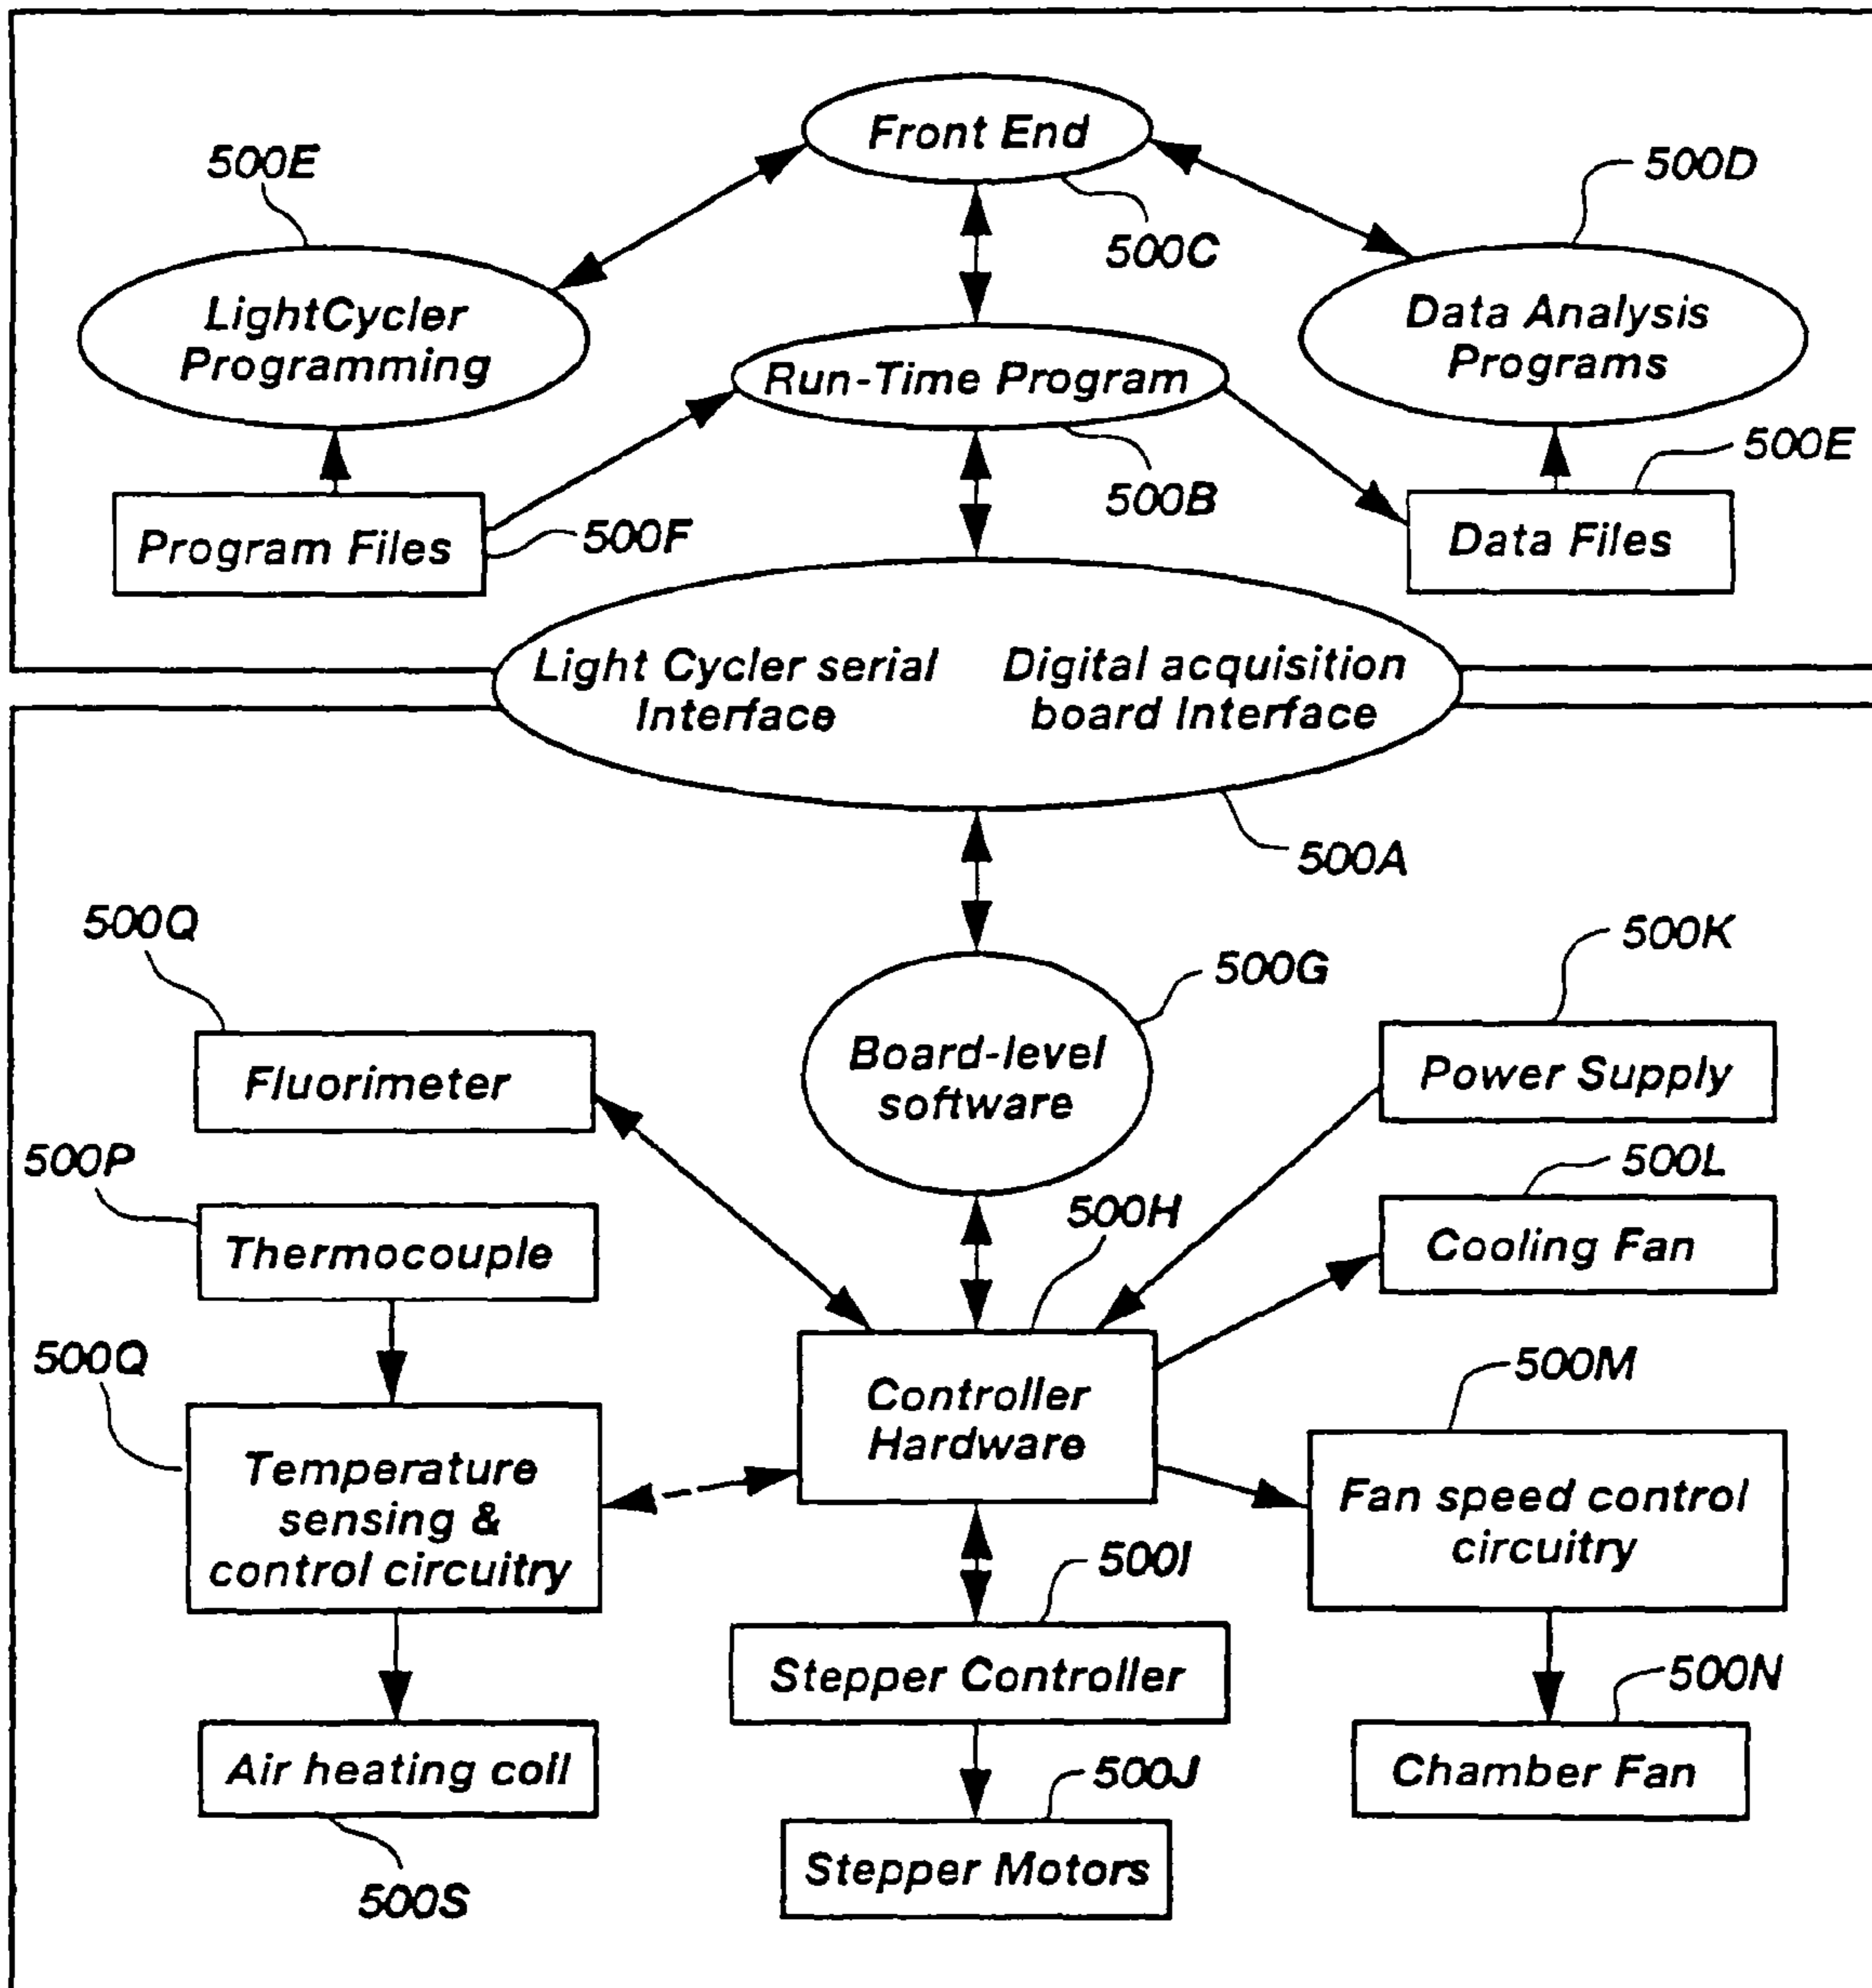 Front End
500E
500D
500C
LightCycler
Programming
Data Analysis
Programs
Run-Time Program
500E
500B
Program Files
500F
Data Files
Light Cycler serial
Interface
Digital acquisition
board Interface
500A
500Q
500K
500G
Board-level
software
Fluorimeter
Power Supply
500P
500L
500H
Thermocouple
Cooling Fan
500Q
500M
Controller
Hardware
Temperature
sensing &
control circuitry
Fan speed control
circuitry
500I
Stepper Controller
500N
Air heating coil
500J
Chamber Fan
Stepper Motors
500S